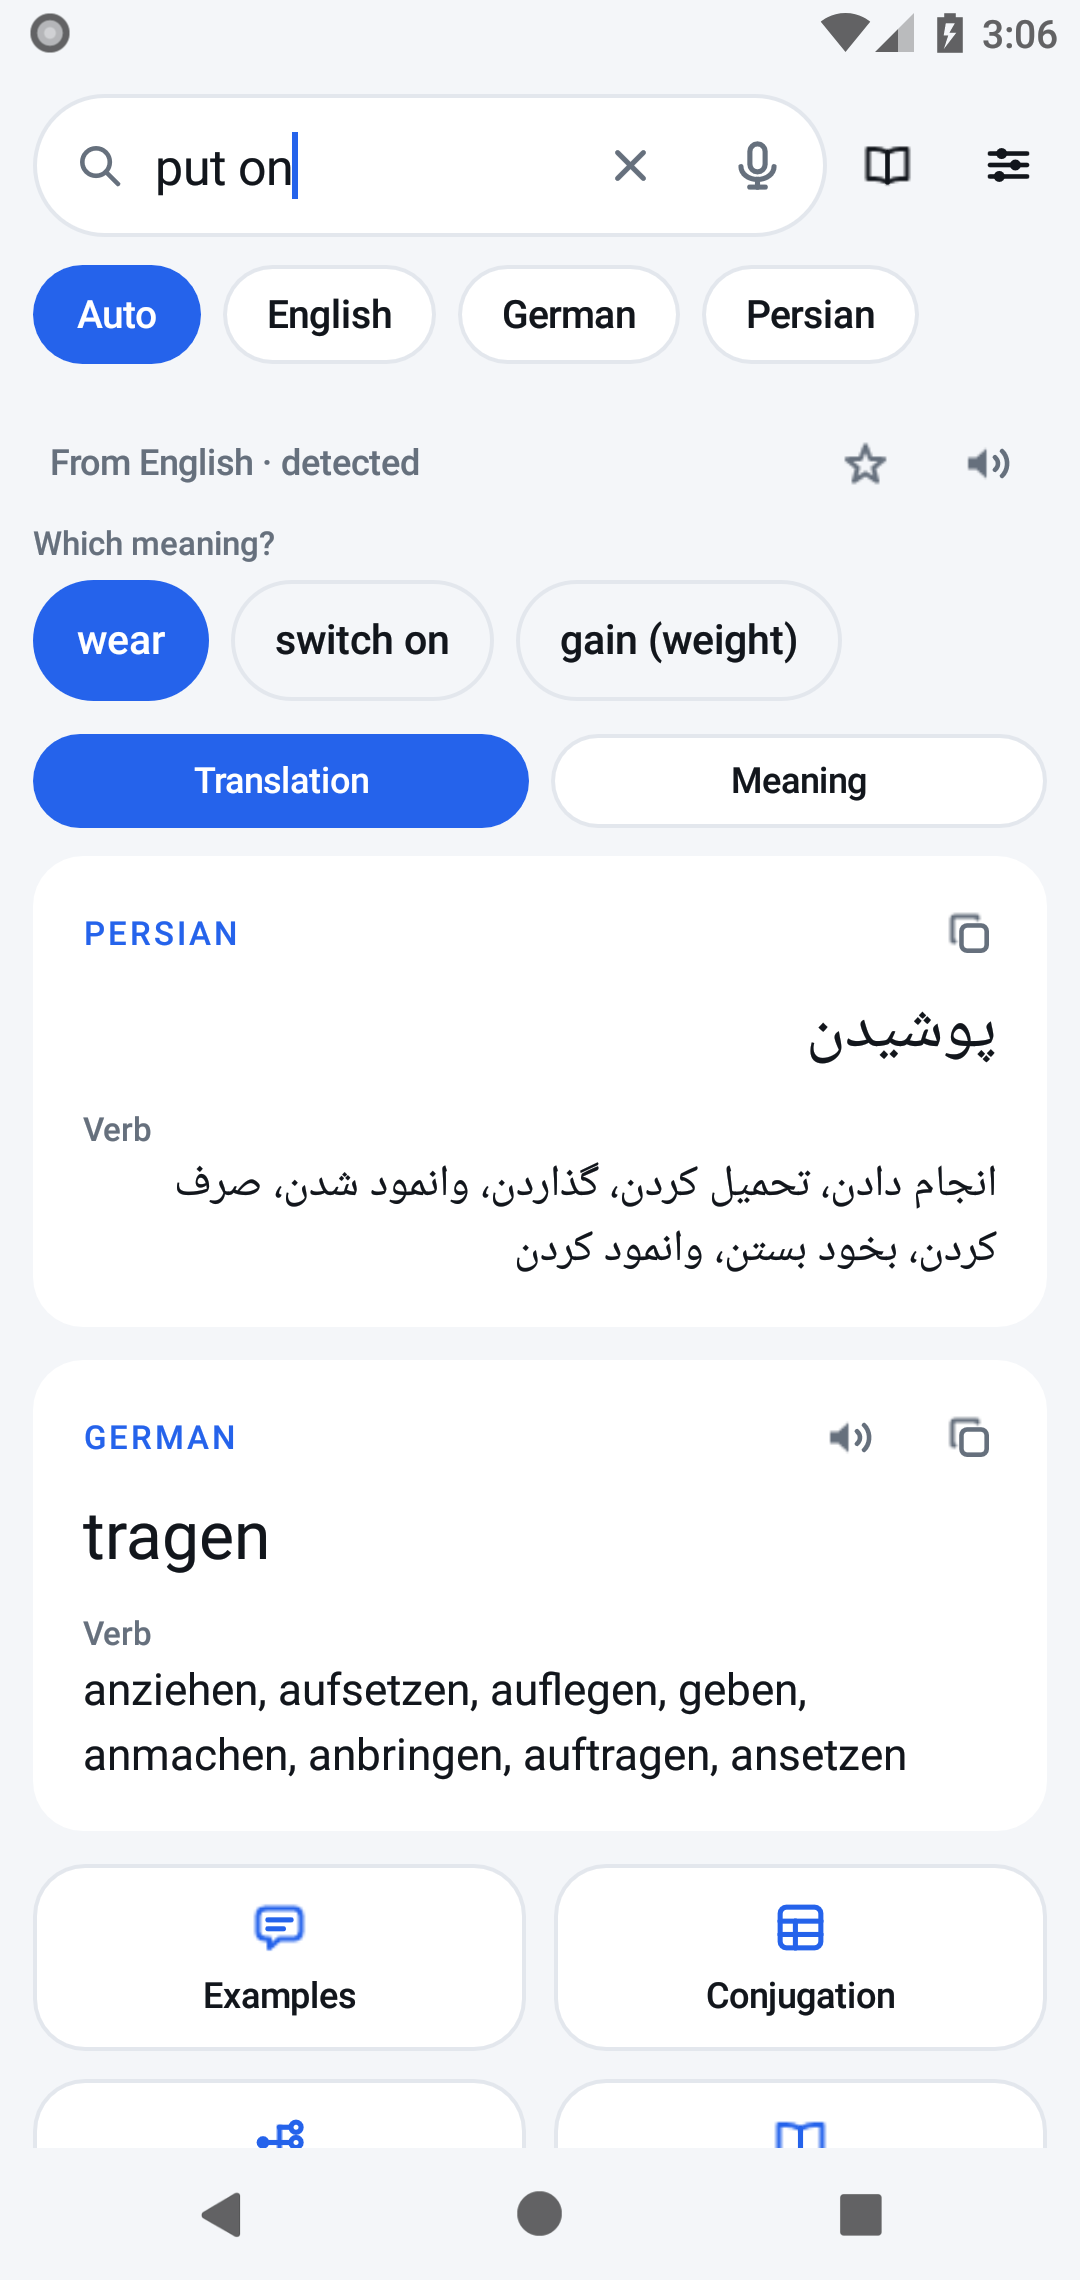 3:06
put on
Auto
English
German
Persian
From English · detected
Which meaning?
wear
switch on
gain (weight)
Translation
Meaning
PERSIAN
پوشیدن
Verb
انجام دادن، تحمیل کردن، گذاردن، وانمود شدن، صرف
کردن، بخود بستن، وانمود کردن
GERMAN
tragen
Verb
anziehen, aufsetzen, auflegen, geben,
anmachen, anbringen, auftragen, ansetzen
Examples
Conjugation